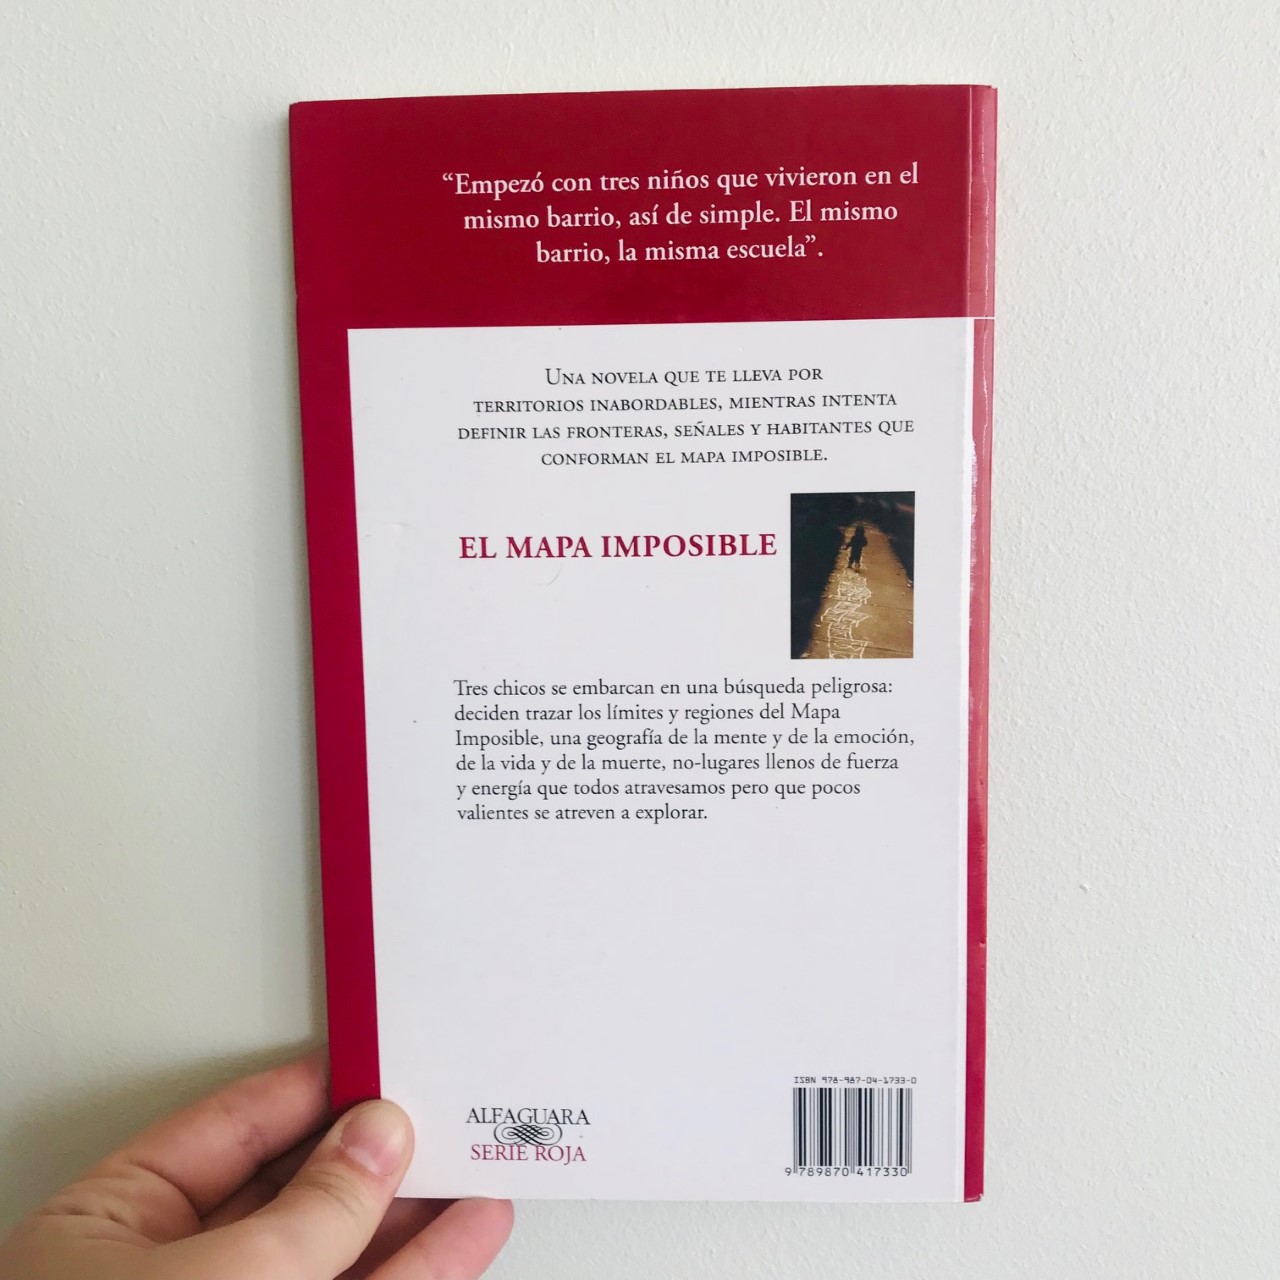 “Empezó con tres niños que vivieron en el
mismo barrio, así de simple. El mismo
barrio, la misma escuela”.
UNA NOVELA QUE TE LLEVA POR
TERRITORIOS INABORDABLES, MIENTRAS INTENTA
DEFINIR LAS FRONTERAS, SEÑALES Y HABITANTES QUE
CONFORMAN EL MAPA IMPOSIBLE.
EL MAPA IMPOSIBLE
Tres chicos se embarcan en una búsqueda peligrosa:
deciden trazar los límites y regiones del Mapa
Imposible, una geografía de la mente y de la emoción,
de la vida y de la muerte, no-lugares llenos de fuerza
y energía que todos atravesamos pero que pocos
valientes se atreven a explorar.
ALFAGUARA
SERIE ROJA
ISBN 978-987-04-1733-0
9 789870 417330